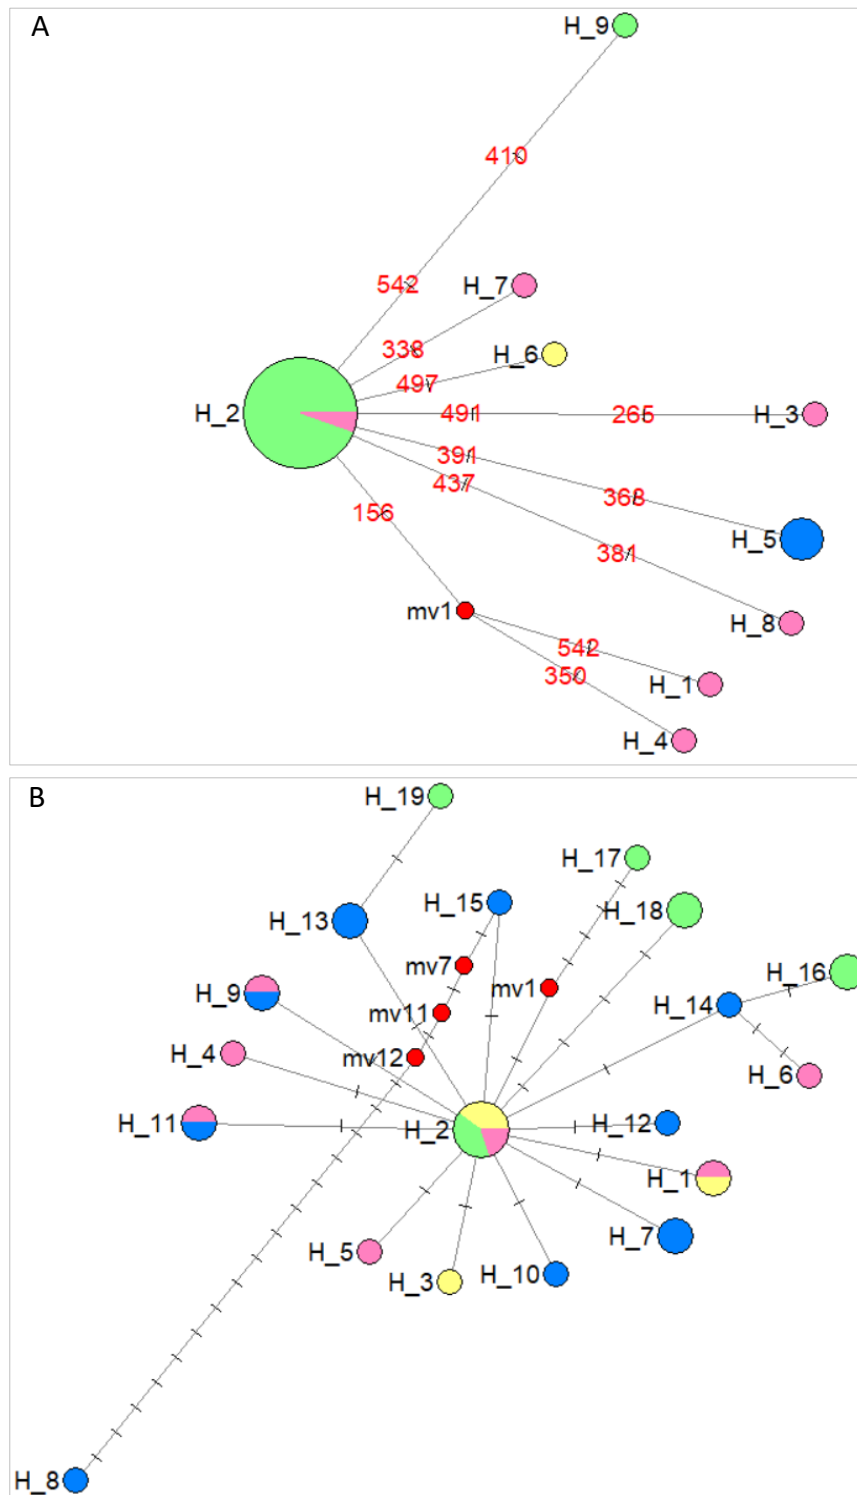 A
H_9
410
542
H_7
338
H_6
497
H_2
491
265
H_3
391
437
368
H_5
156
381
mv1
H_8
542
350
H_1
H_4
B
H_19
H_17
H_15
H_18
H_13
mv7
H_16
H_9
mv1
H_14
mv11
H_4
mv12
H_6
H_11
H_2
H_12
H_1
H_7
H_5
H_3
H_10
H_8